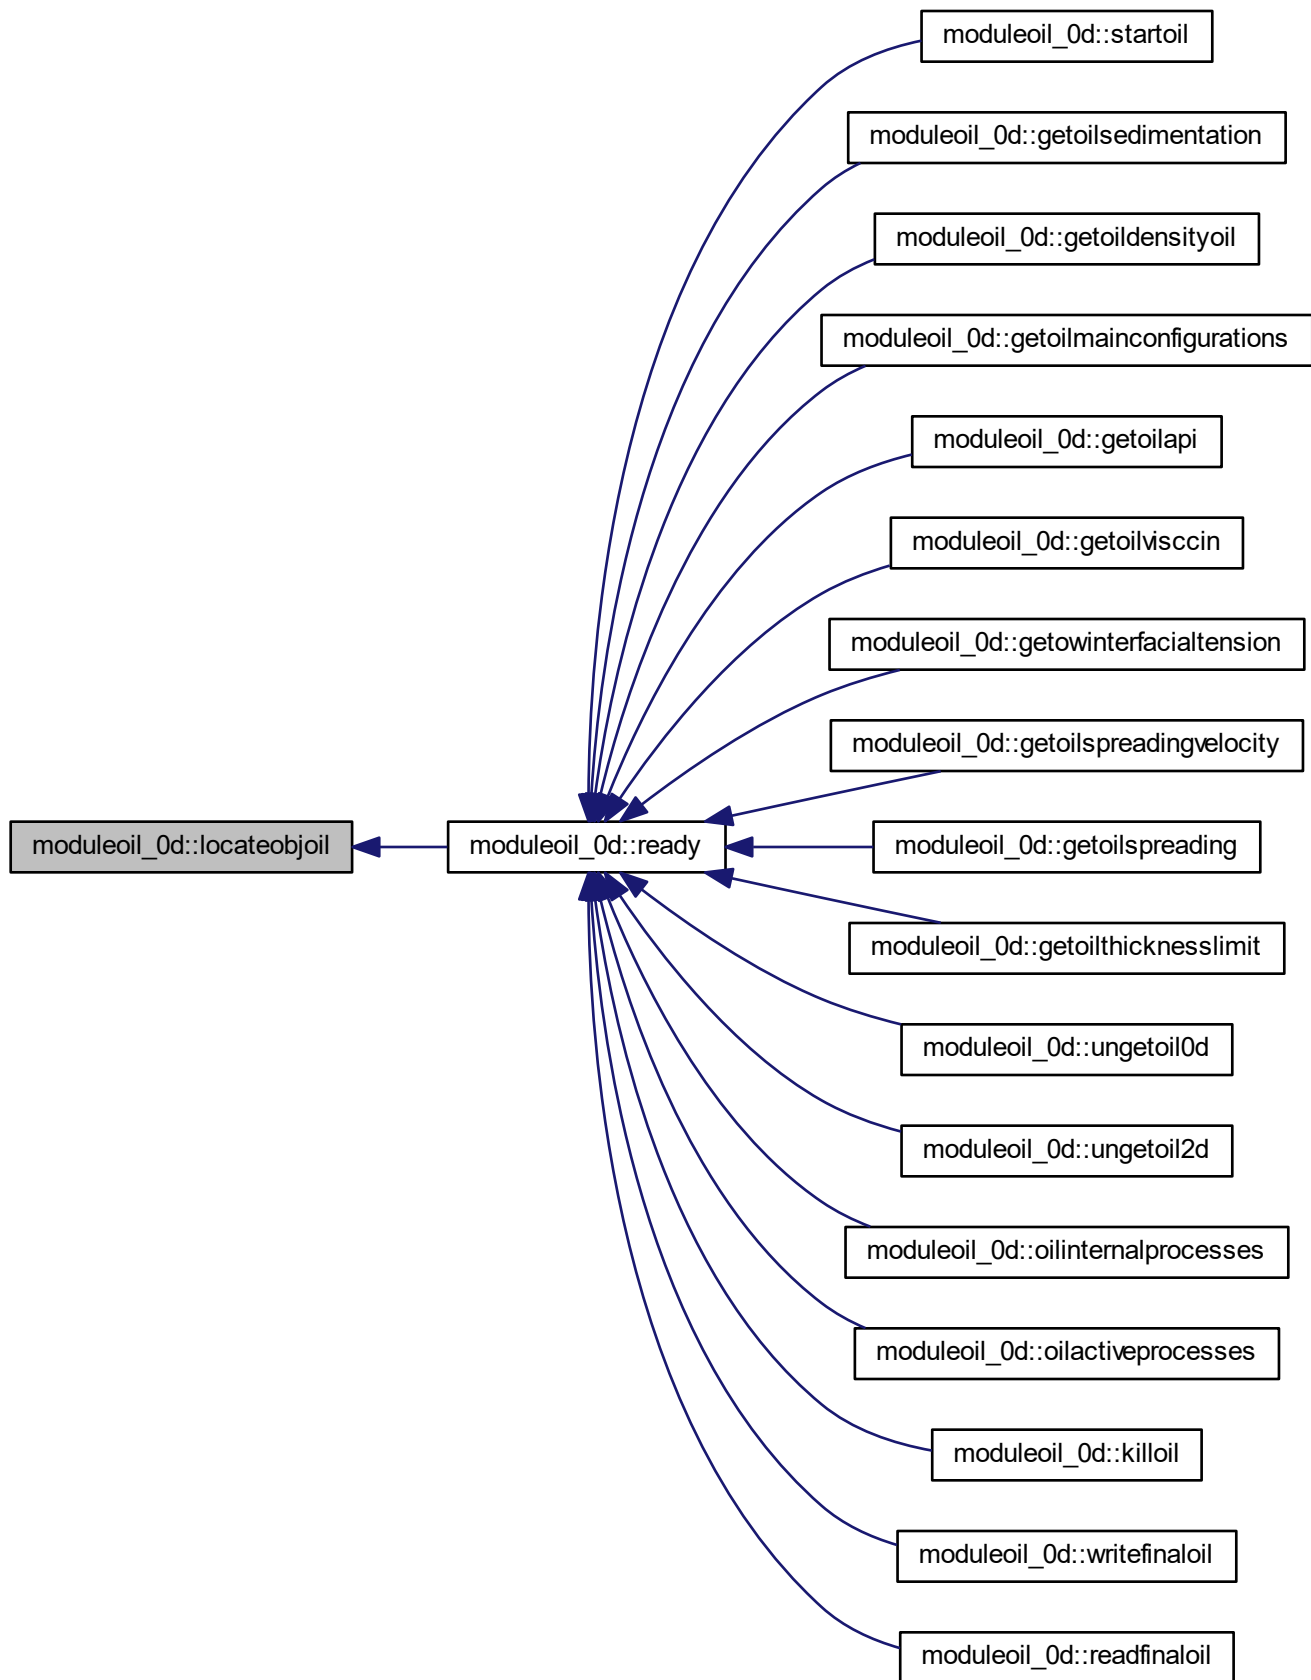 moduleoil_0d::startoil
moduleoil_0d::getoilsedimentation
moduleoil_0d::getoildensityoil
moduleoil_0d::getoilmainconfigurations
moduleoil_0d::getoilapi
moduleoil_0d::getoilvisccin
moduleoil_0d::getowinterfacialtension
moduleoil_0d::getoilspreadingvelocity
moduleoil_0d::locateobjoil
moduleoil_0d::ready
moduleoil_0d::getoilspreading
moduleoil_0d::getoilthicknesslimit
moduleoil_0d::ungetoil0d
moduleoil_0d::ungetoil2d
moduleoil_0d::oilinternalprocesses
moduleoil_0d::oilactiveprocesses
moduleoil_0d::killoil
moduleoil_0d::writefinaloil
moduleoil_0d::readfinaloil